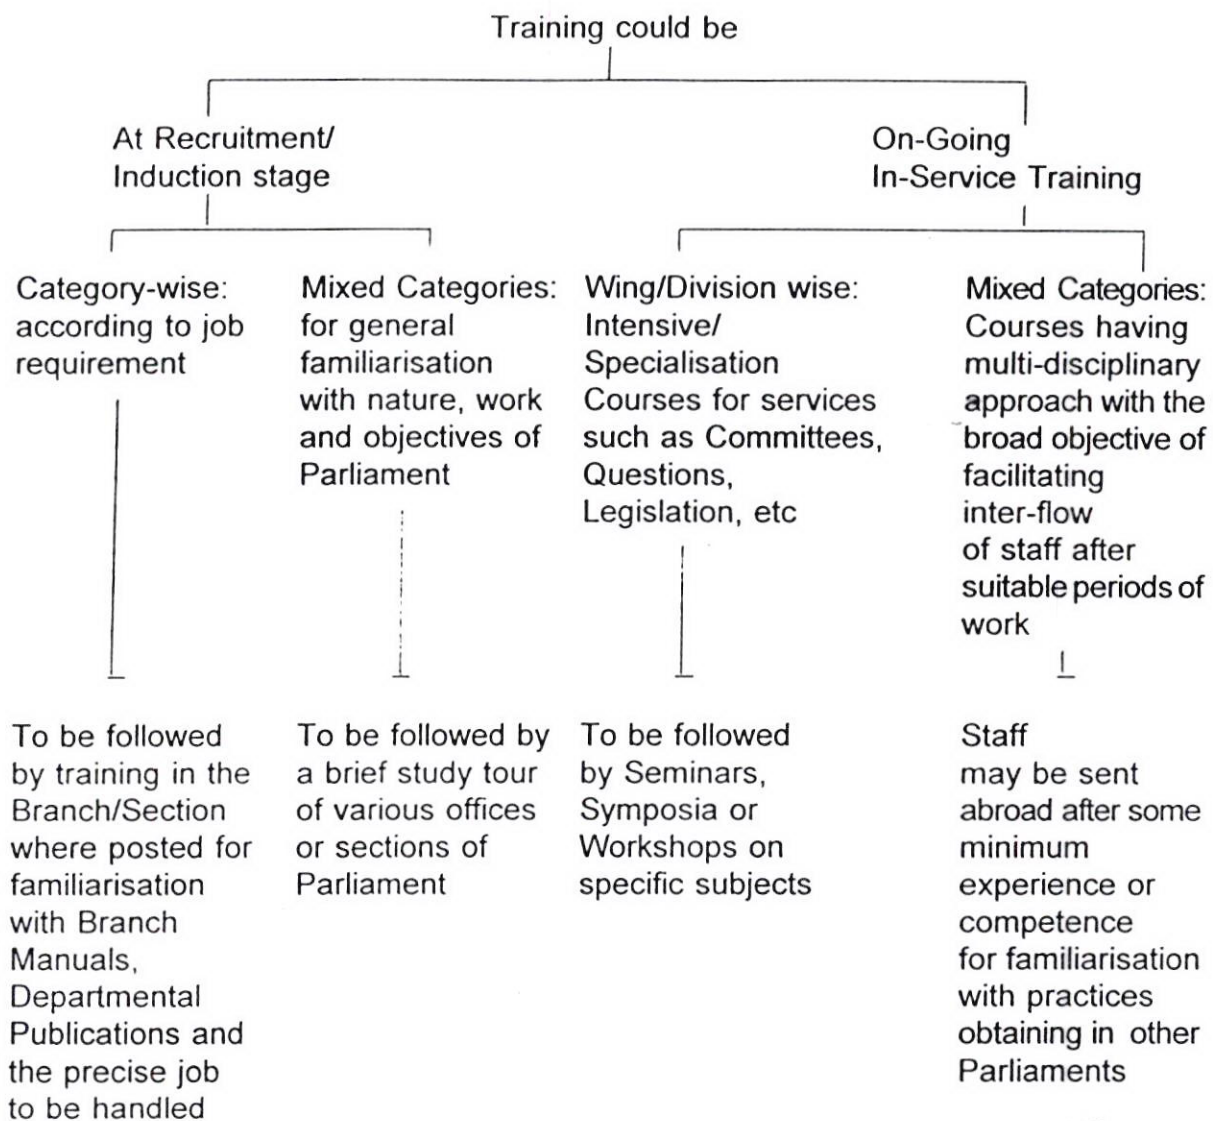 Training could be
At Recruitment/
Induction stage
On-Going
In-Service Training
Category-wise:
according to job
requirement
Mixed Categories:
for general
familiarisation
with nature, work
and objectives of
Parliament
Wing/Division wise:
Intensive/
Specialisation
Courses for services
such as Committees,
Questions,
Legislation, etc
Mixed Categories:
Courses having
multi-disciplinary
approach with the
broad objective of
facilitating
inter-flow
of staff after
suitable periods of
work
To be followed
by training in the
Branch/Section
where posted for
familiarisation
with Branch
Manuals,
Departmental
Publications and
the precise job
to be handled
To be followed by
a brief study tour
of various offices
or sections of
Parliament
To be followed
by Seminars,
Symposia or
Workshops on
specific subjects
Staff
may be sent
abroad after some
minimum
experience or
competence
for familiarisation
with practices
obtaining in other
Parliaments